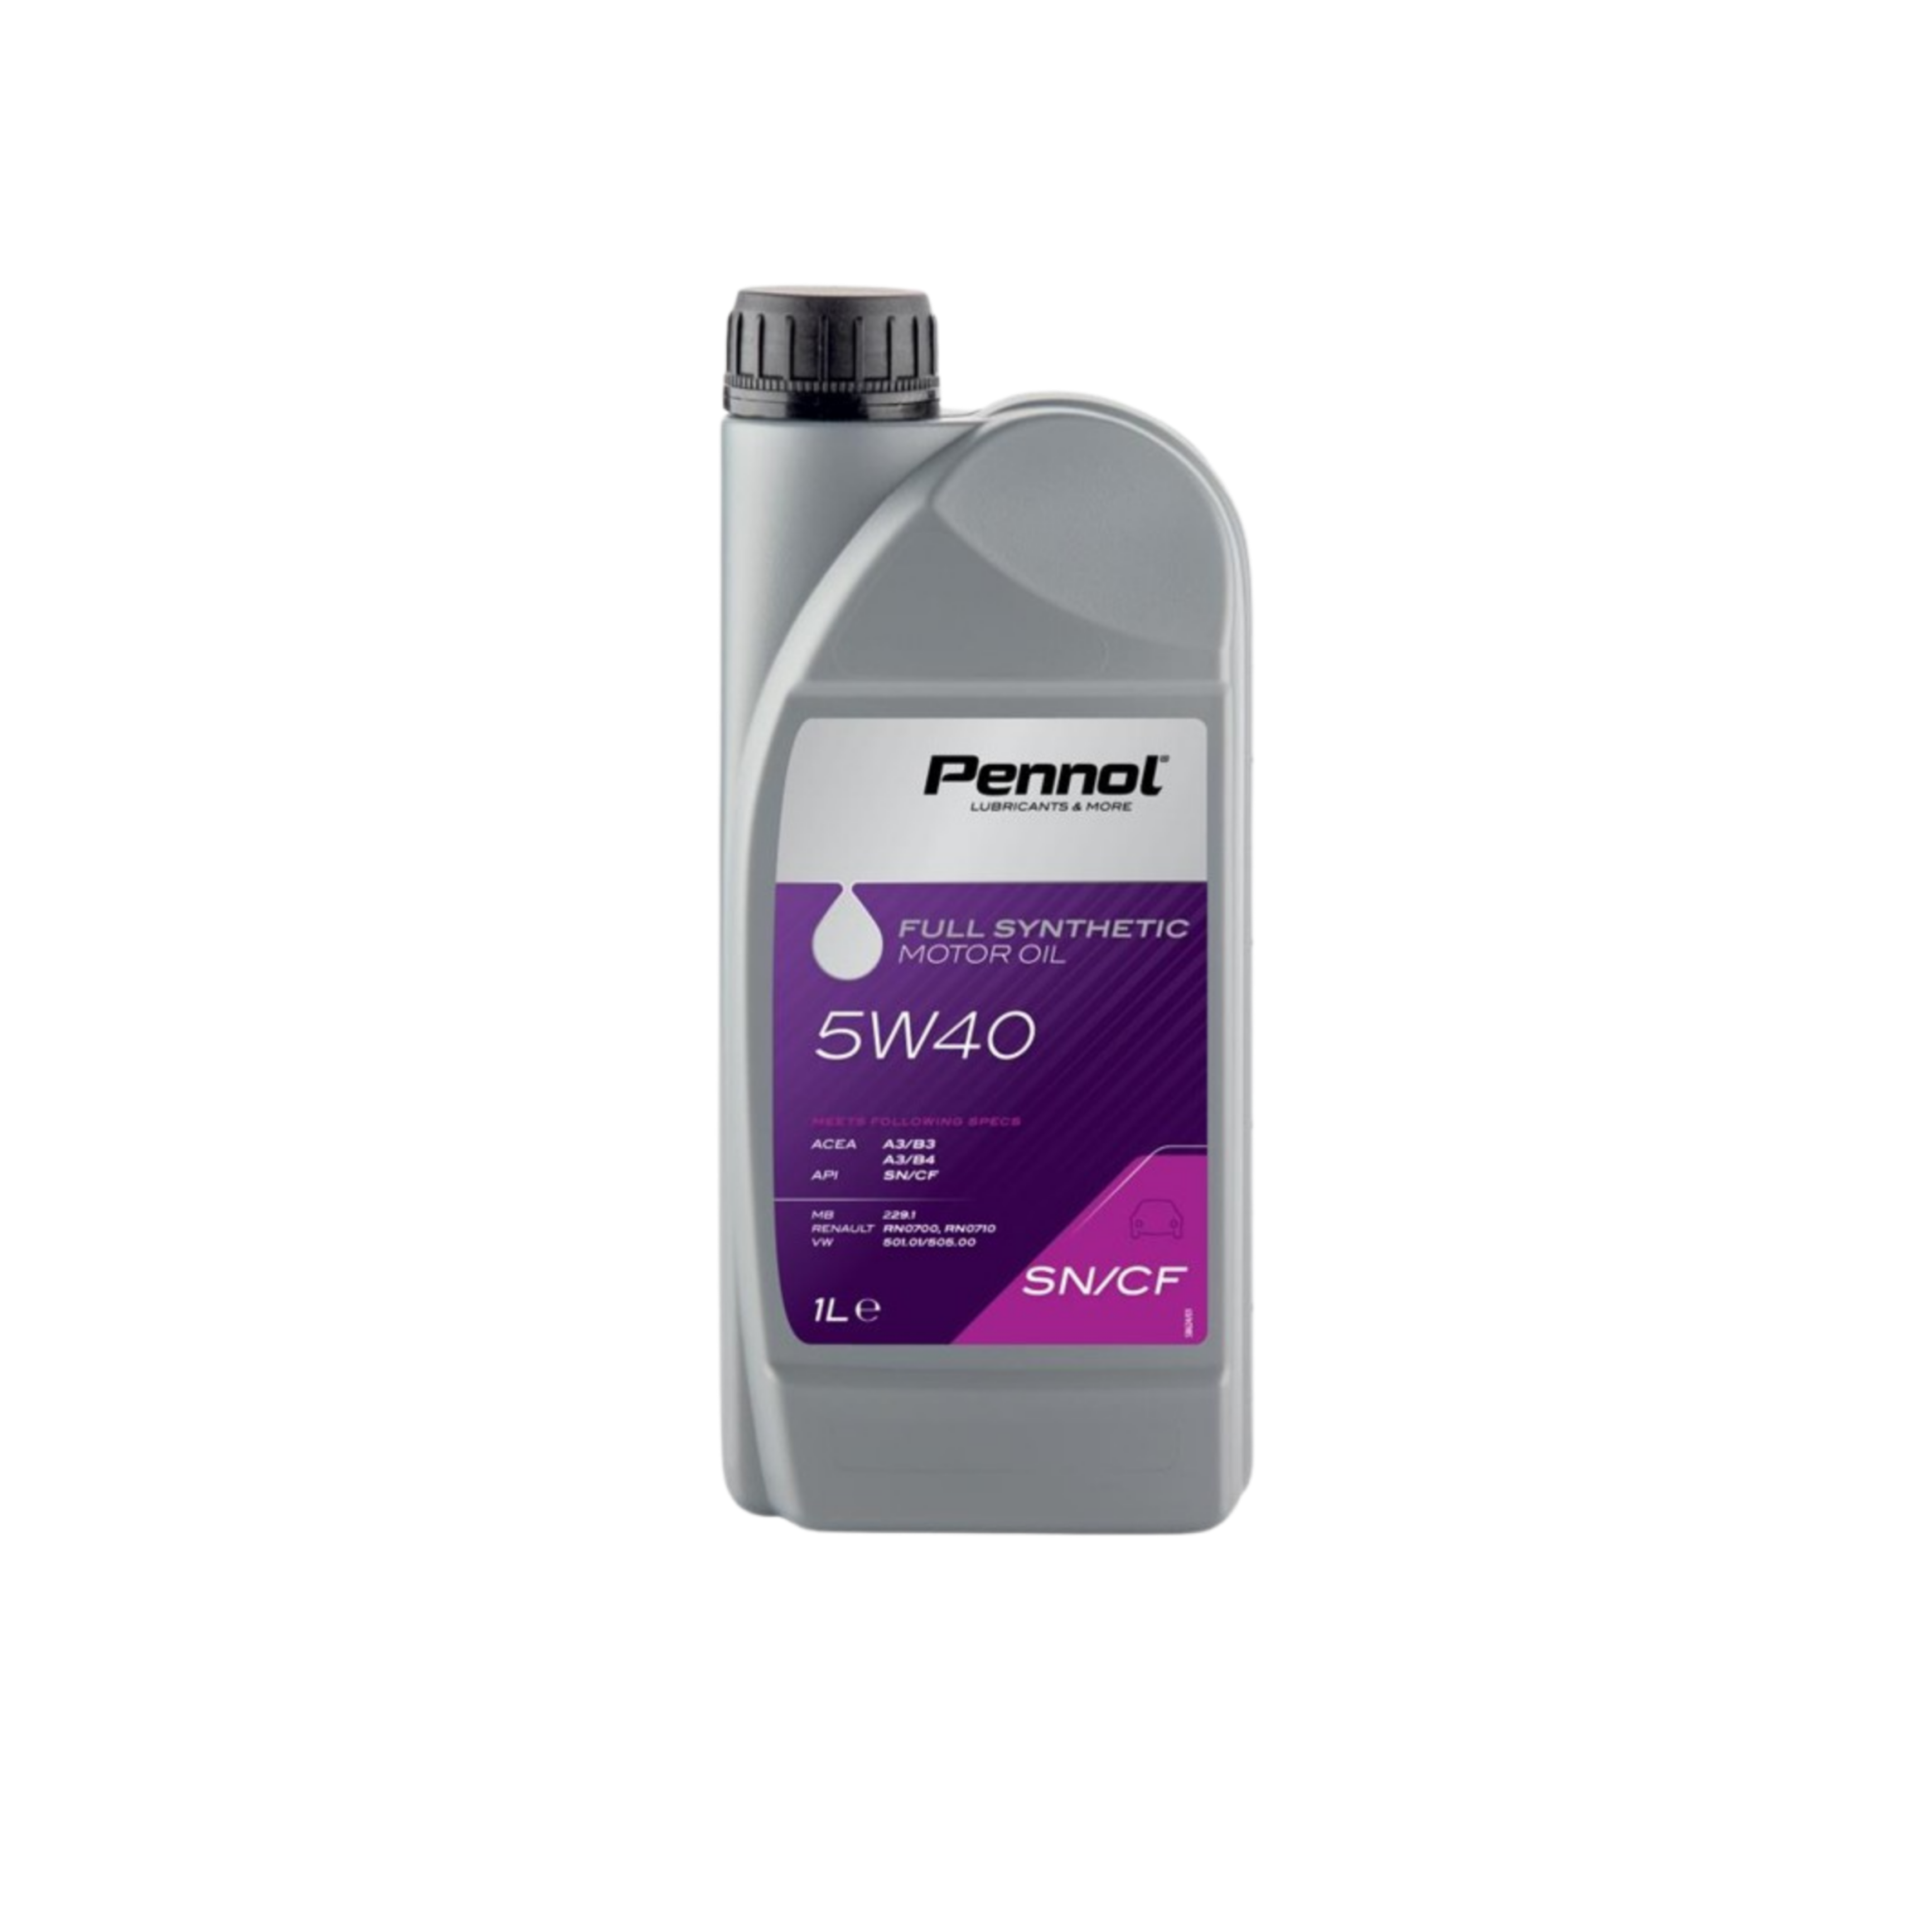 Pennol®
LUBRICANTS & MORE
FULL SYNTHETIC
MOTOR OIL
5W40
MEETS FOLLOWING SPECS
ACEA A3/B3
A3/B4
API SN/CF
MB 229.1
RENAULT RN0700, RN0710
VW 501.01/505.00
SN/CF
1L ℮